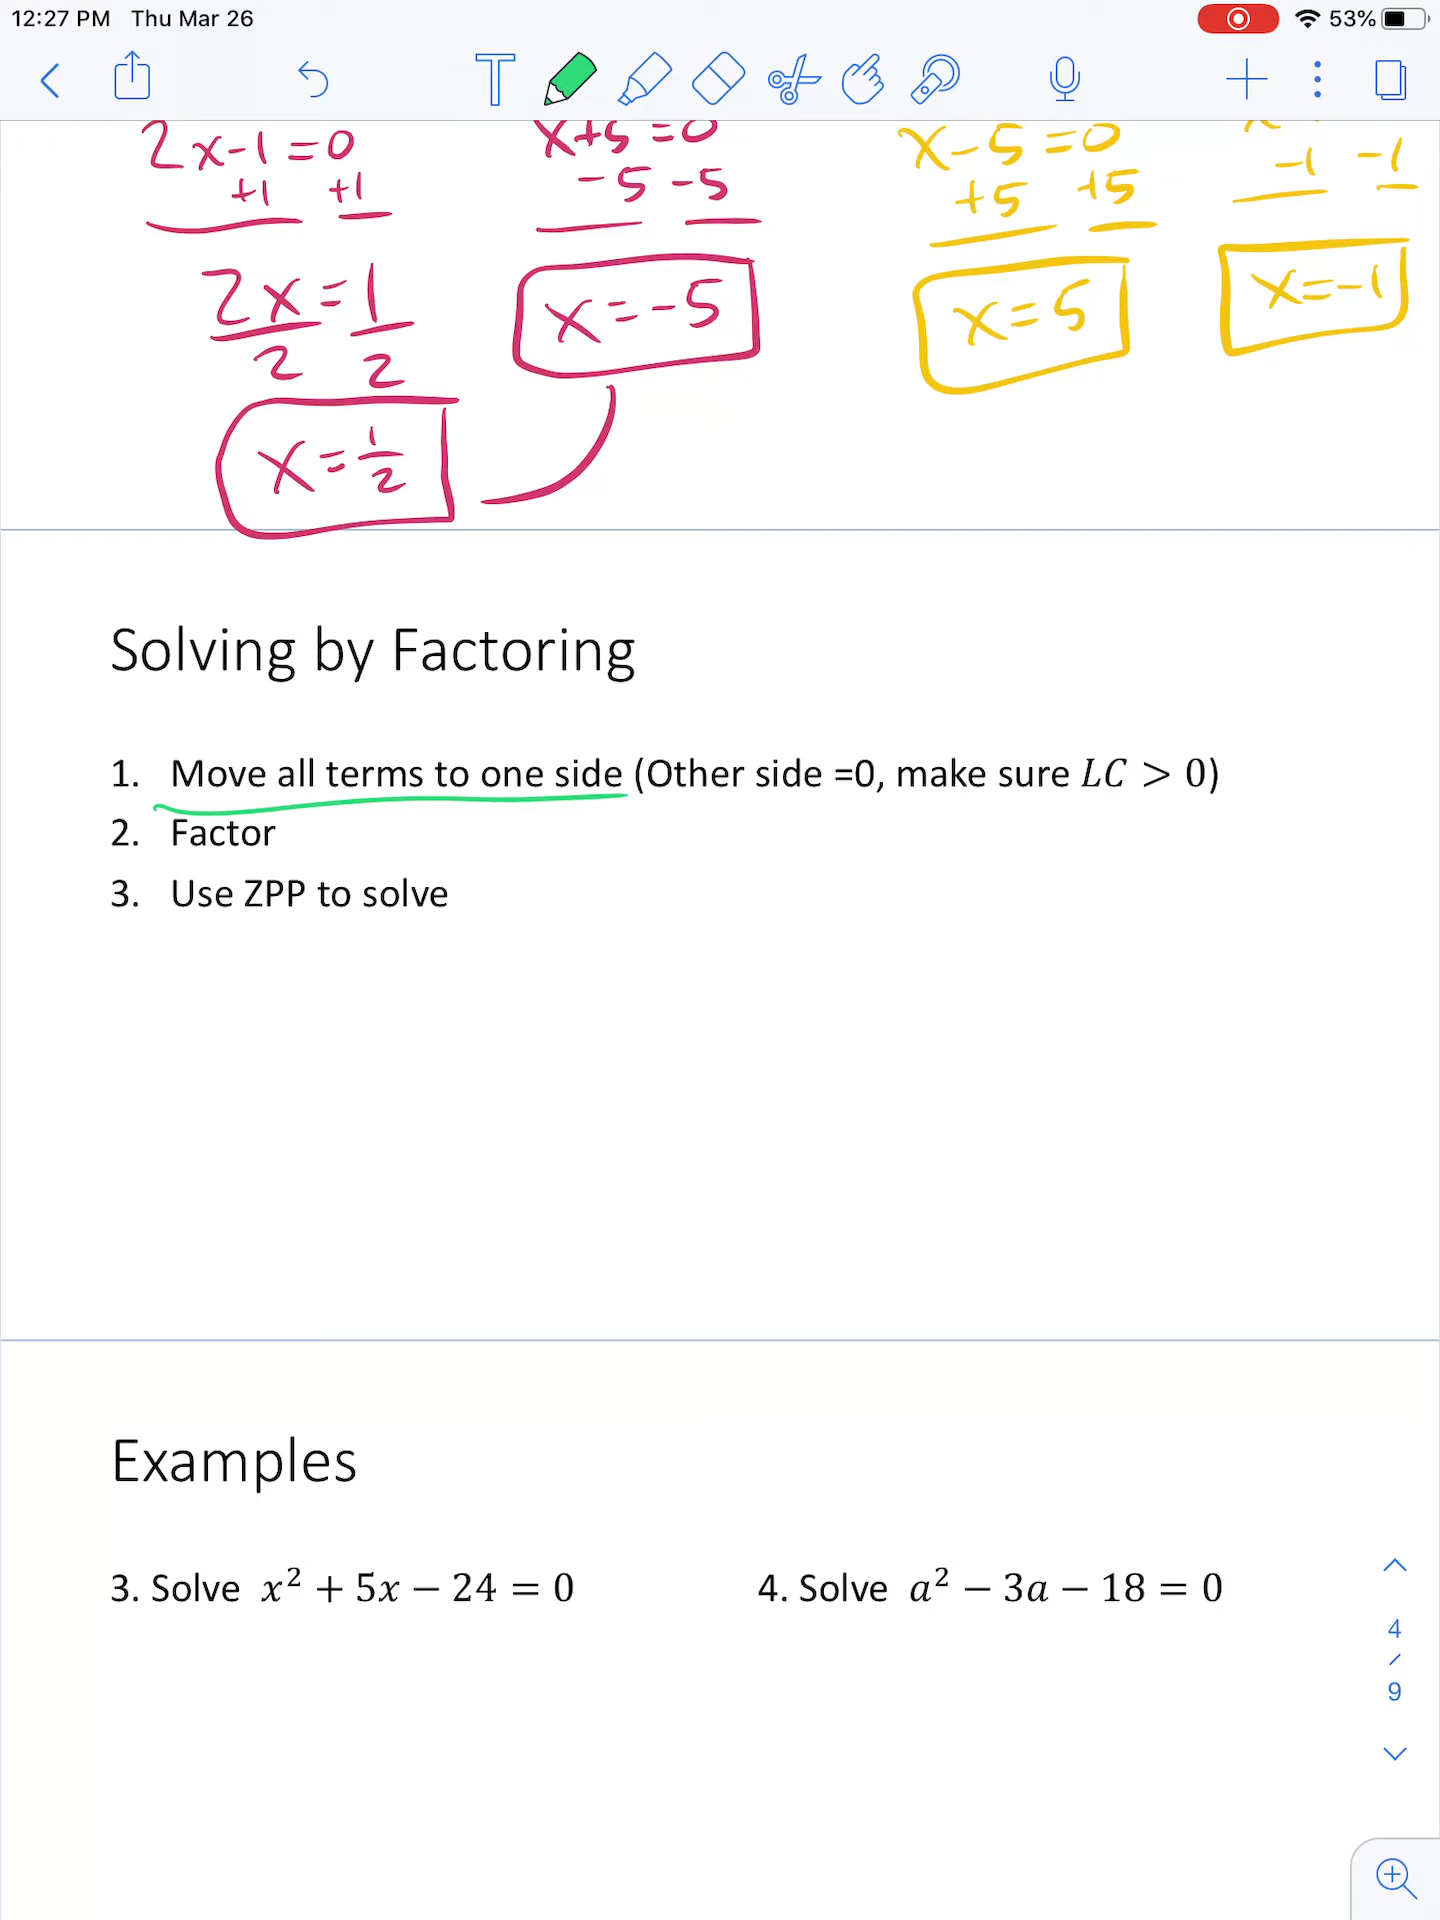 12:27 PM Thu Mar 26 53%
2x-1=0 x+5=0 x-5=0
+1 +1 -5 -5 +5 +5 -1 -1
2x=1 x=-5 x=5 x=-1
2 2
x=1/2
Solving by Factoring
1. Move all terms to one side (Other side =0, make sure LC > 0)
2. Factor
3. Use ZPP to solve
Examples
3. Solve x² + 5x − 24 = 0 4. Solve a² − 3a − 18 = 0
4
/
9